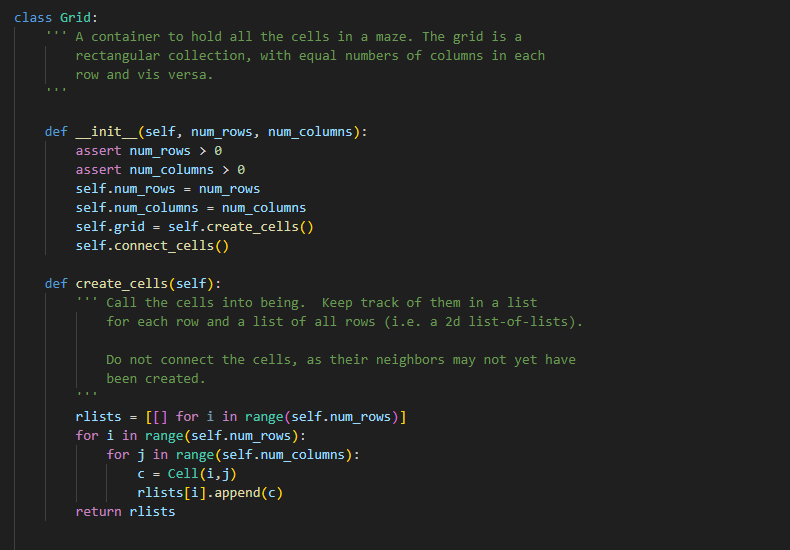 class Grid:
    ''' A container to hold all the cells in a maze. The grid is a
        rectangular collection, with equal numbers of columns in each
        row and vis versa.
    '''

    def __init__(self, num_rows, num_columns):
        assert num_rows > 0
        assert num_columns > 0
        self.num_rows = num_rows
        self.num_columns = num_columns
        self.grid = self.create_cells()
        self.connect_cells()

    def create_cells(self):
        ''' Call the cells into being.  Keep track of them in a list
            for each row and a list of all rows (i.e. a 2d list-of-lists).

            Do not connect the cells, as their neighbors may not yet have
            been created.
        '''
        rlists = [[] for i in range(self.num_rows)]
        for i in range(self.num_rows):
            for j in range(self.num_columns):
                c = Cell(i,j)
                rlists[i].append(c)
        return rlists